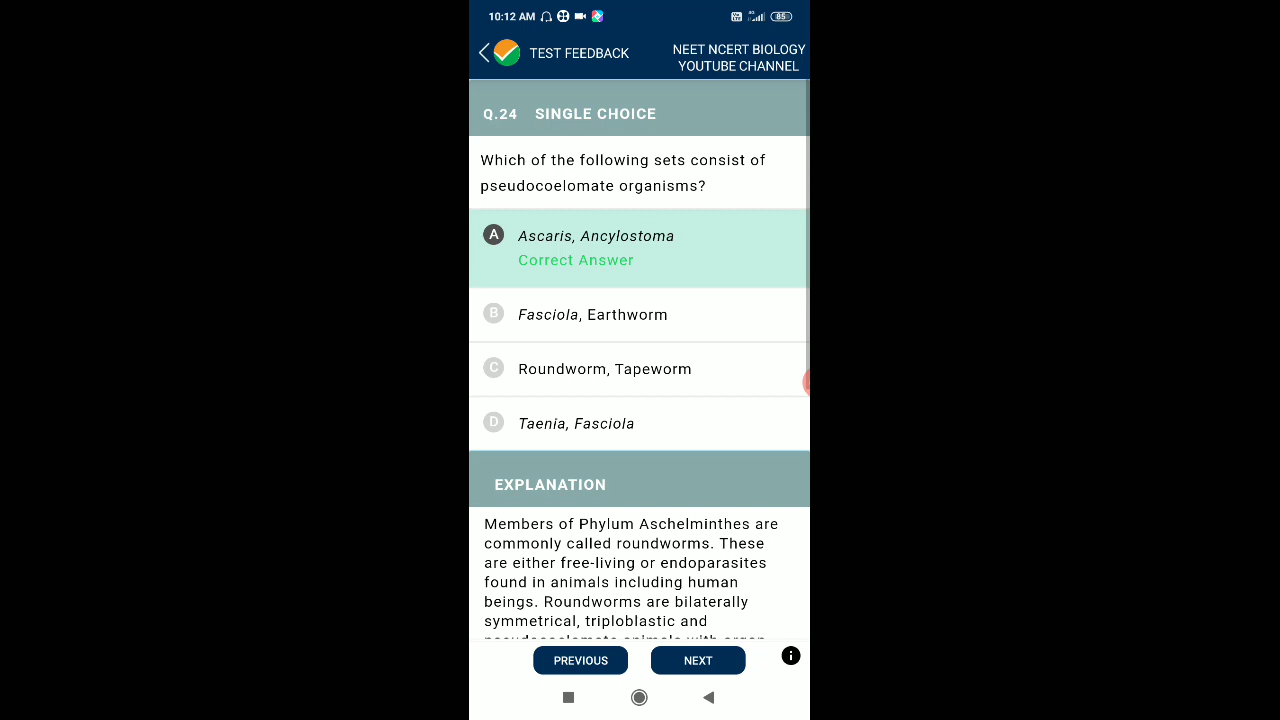 10:12 AM
85
TEST FEEDBACK
NEET NCERT BIOLOGY
YOUTUBE CHANNEL
Q.24 SINGLE CHOICE
Which of the following sets consist of
pseudocoelomate organisms?
A Ascaris, Ancylostoma
Correct Answer
B Fasciola, Earthworm
C Roundworm, Tapeworm
D Taenia, Fasciola
EXPLANATION
Members of Phylum Aschelminthes are
commonly called roundworms. These
are either free-living or endoparasites
found in animals including human
beings. Roundworms are bilaterally
symmetrical, triploblastic and
PREVIOUS NEXT